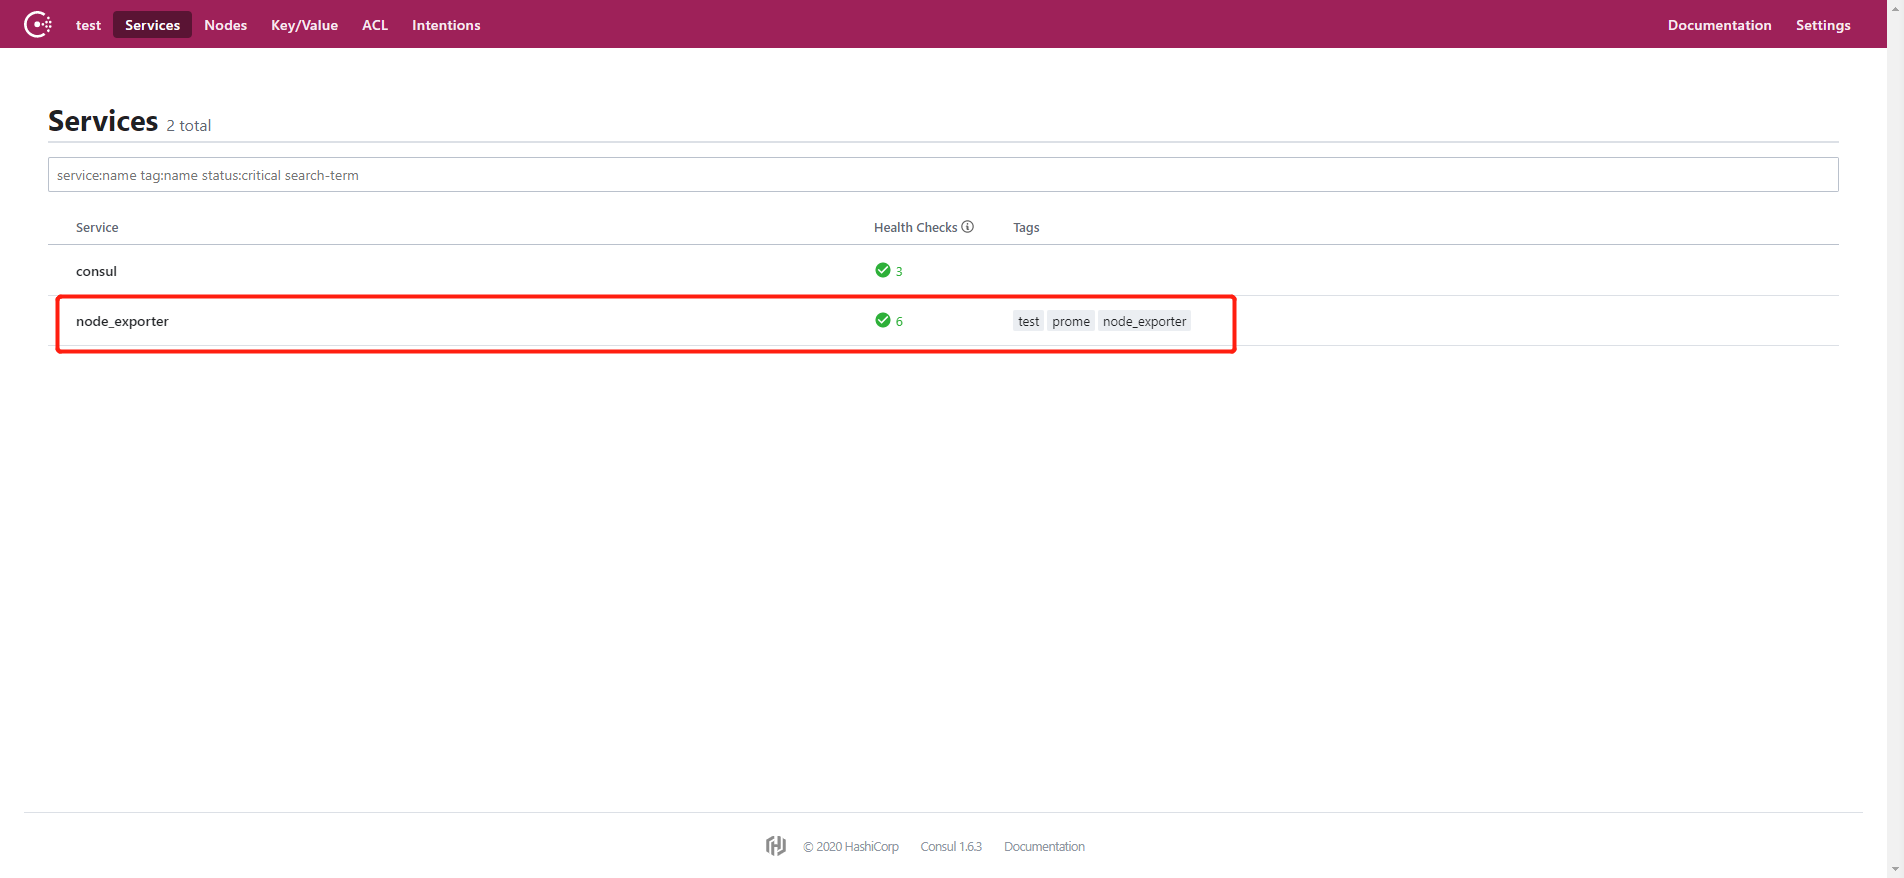 test Services Nodes Key/Value ACL Intentions Documentation Settings
Services 2 total
service:name tag:name status:critical search-term
Service Health Checks Tags
consul 3
node_exporter 6 test prome node_exporter
© 2020 HashiCorp Consul 1.6.3 Documentation